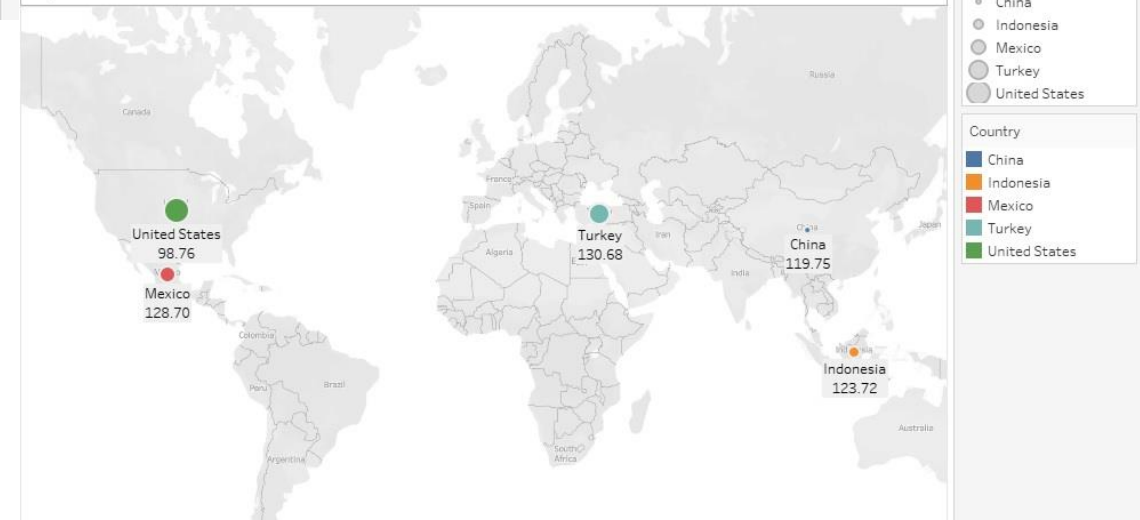 China
Indonesia
Mexico
Turkey
United States
Country
China
Indonesia
Mexico
Turkey
United States
Russia
Canada
France
Spain
United States
98.76
Turkey
130.68
Iran
Japan
China
119.75
Algeria
India
Mexico
128.70
Colombia
Peru
Brazil
Indonesia
123.72
Australia
South
Africa
Argentina